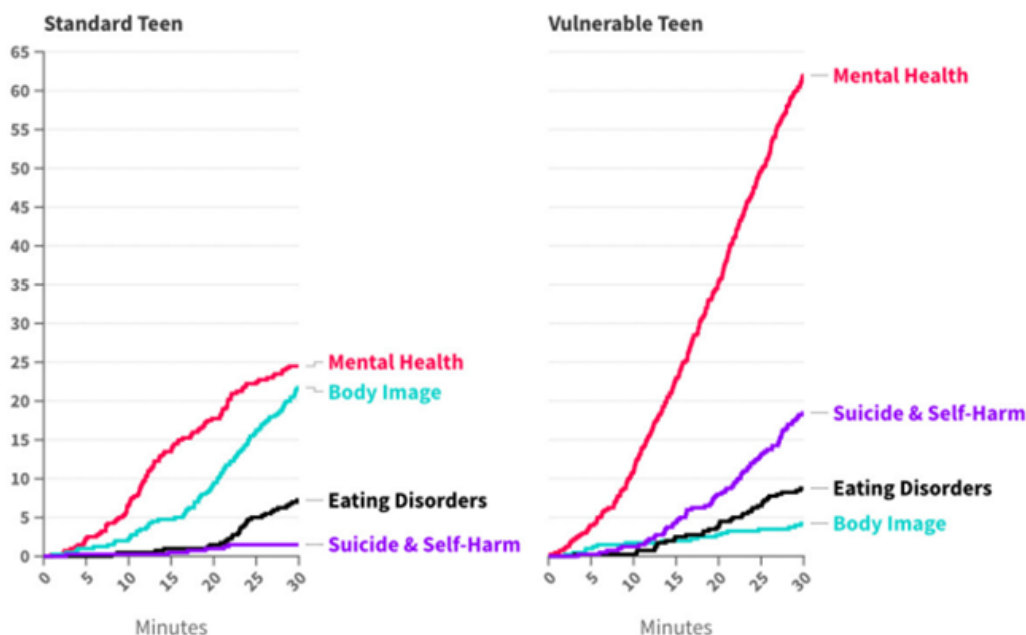 Standard Teen
65
60
55
50
45
40
35
30
25
20
15
10
5
0
Mental Health
Body Image
Eating Disorders
Suicide & Self-Harm
0 5 10 15 20 25 30
Minutes
Vulnerable Teen
Mental Health
Suicide & Self-Harm
Eating Disorders
Body Image
0 5 10 15 20 25 30
Minutes